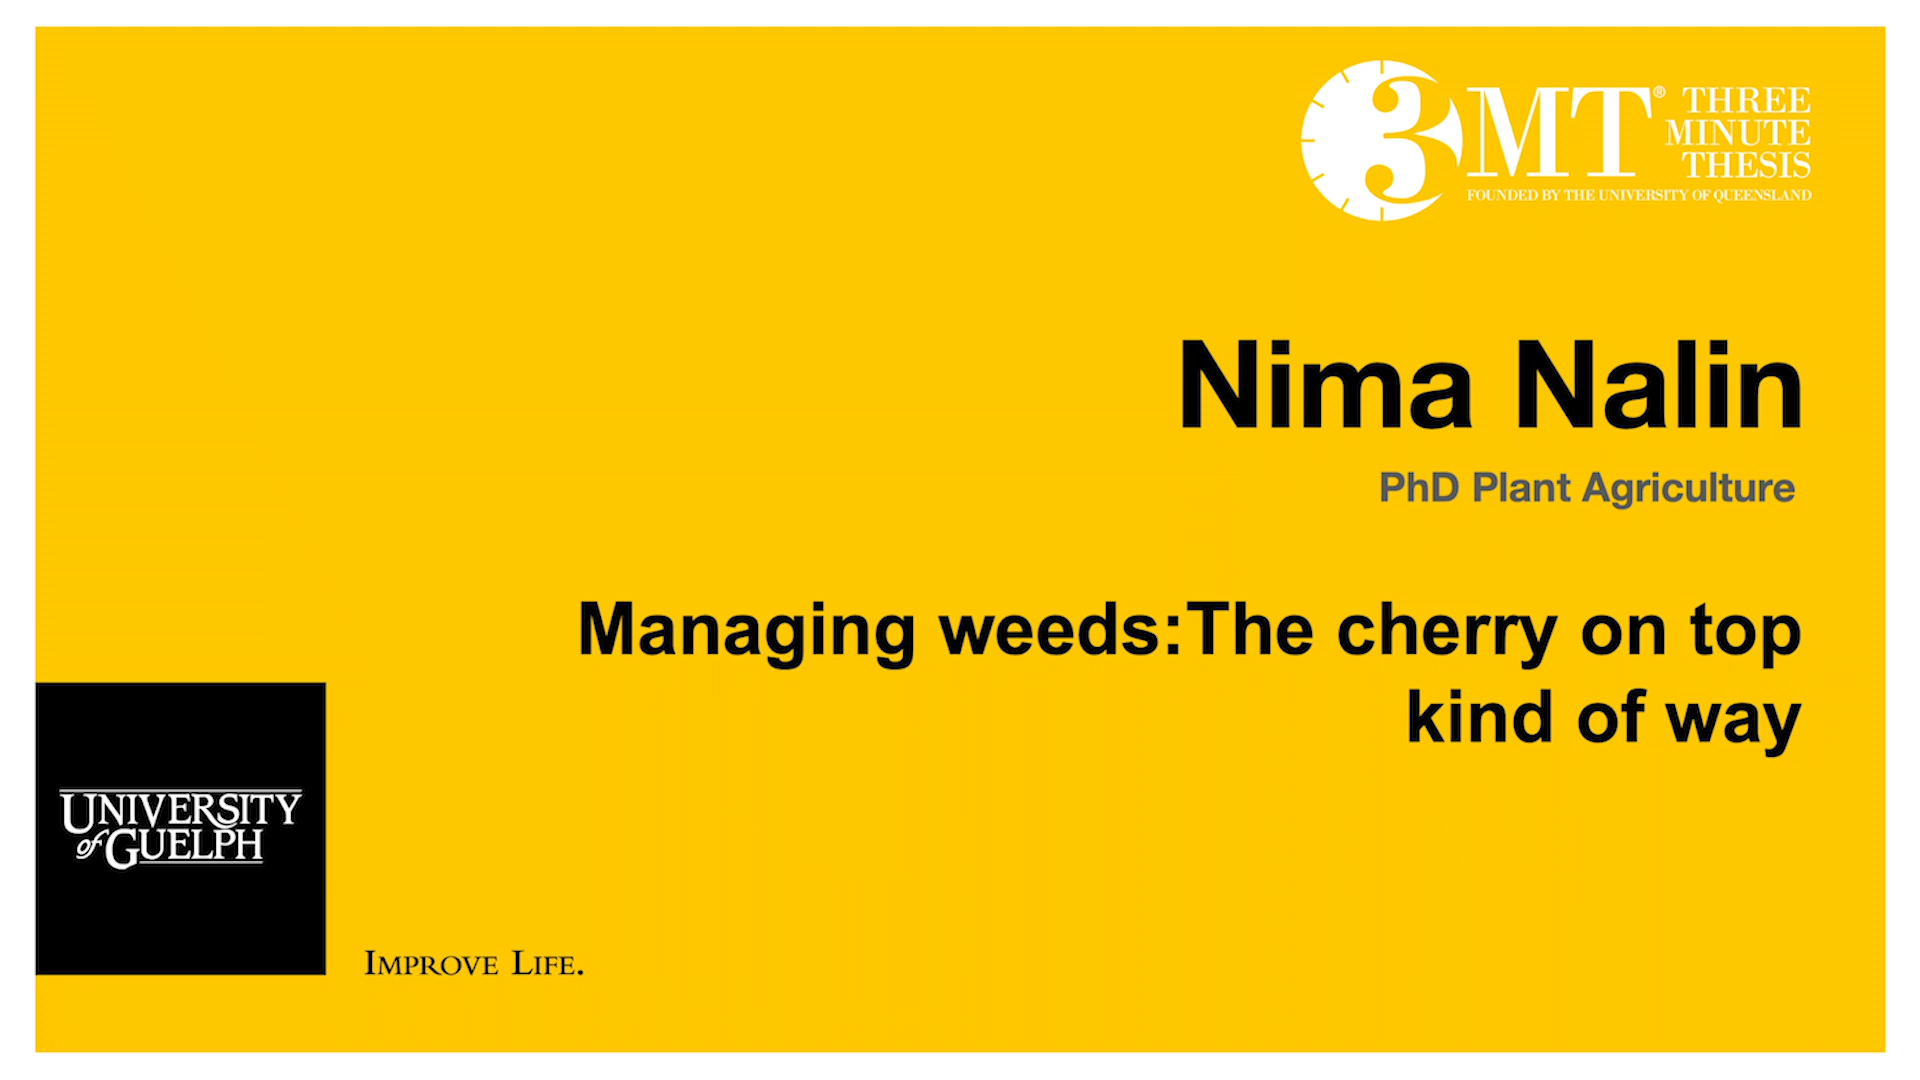 3MT® THREE
MINUTE
THESIS
FOUNDED BY THE UNIVERSITY OF QUEENSLAND
Nima Nalin
PhD Plant Agriculture
Managing weeds:The cherry on top
kind of way
UNIVERSITY
of GUELPH
IMPROVE LIFE.